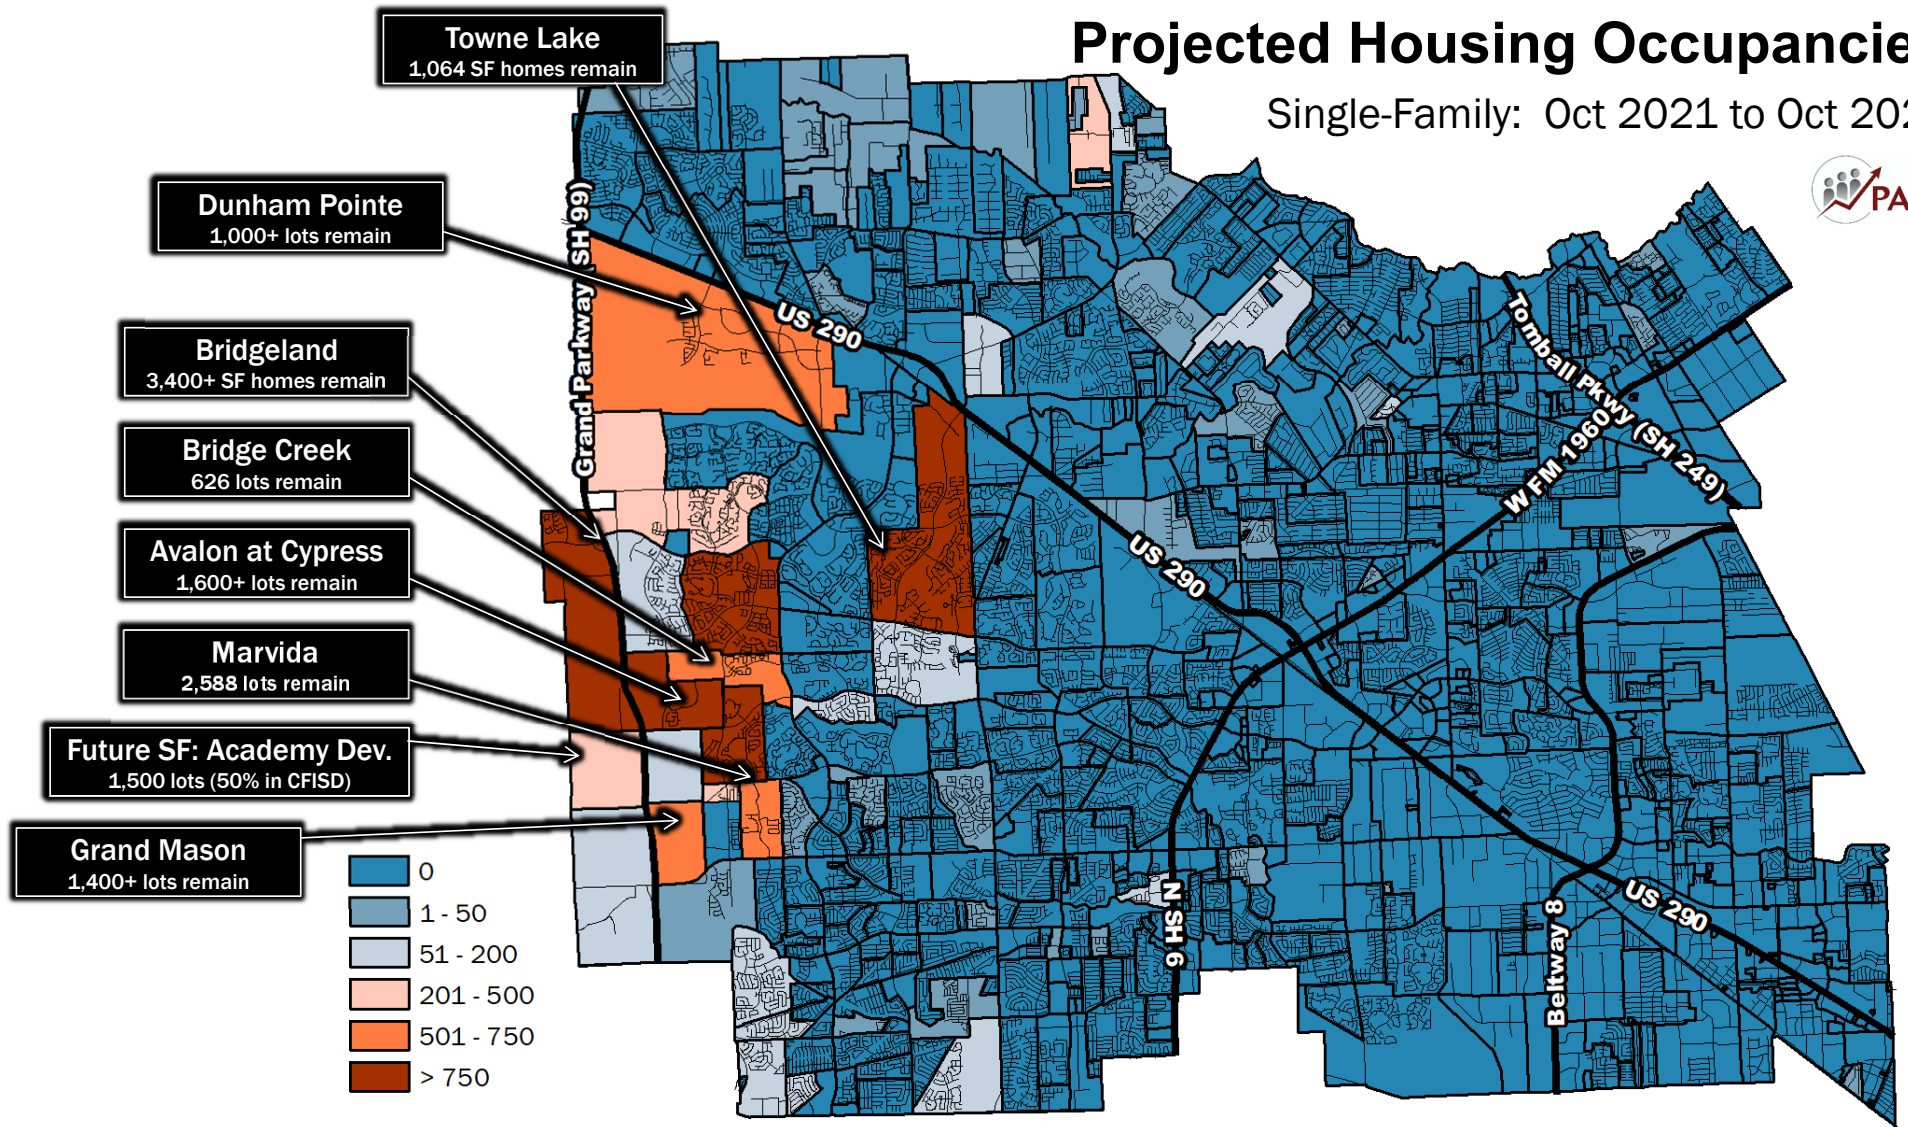 Projected Housing Occupancie
Single-Family: Oct 2021 to Oct 202
PA
Towne Lake
1,064 SF homes remain
Dunham Pointe
1,000+ lots remain
Bridgeland
3,400+ SF homes remain
Bridge Creek
626 lots remain
Avalon at Cypress
1,600+ lots remain
Marvida
2,588 lots remain
Future SF: Academy Dev.
1,500 lots (50% in CFISD)
Grand Mason
1,400+ lots remain
Grand Parkway (SH 99)
US 290
Tomball Pkwy (SH 249)
W FM 1960
US 290
N SH 6
Beltway 8
US 290
0
1 - 50
51 - 200
201 - 500
501 - 750
> 750